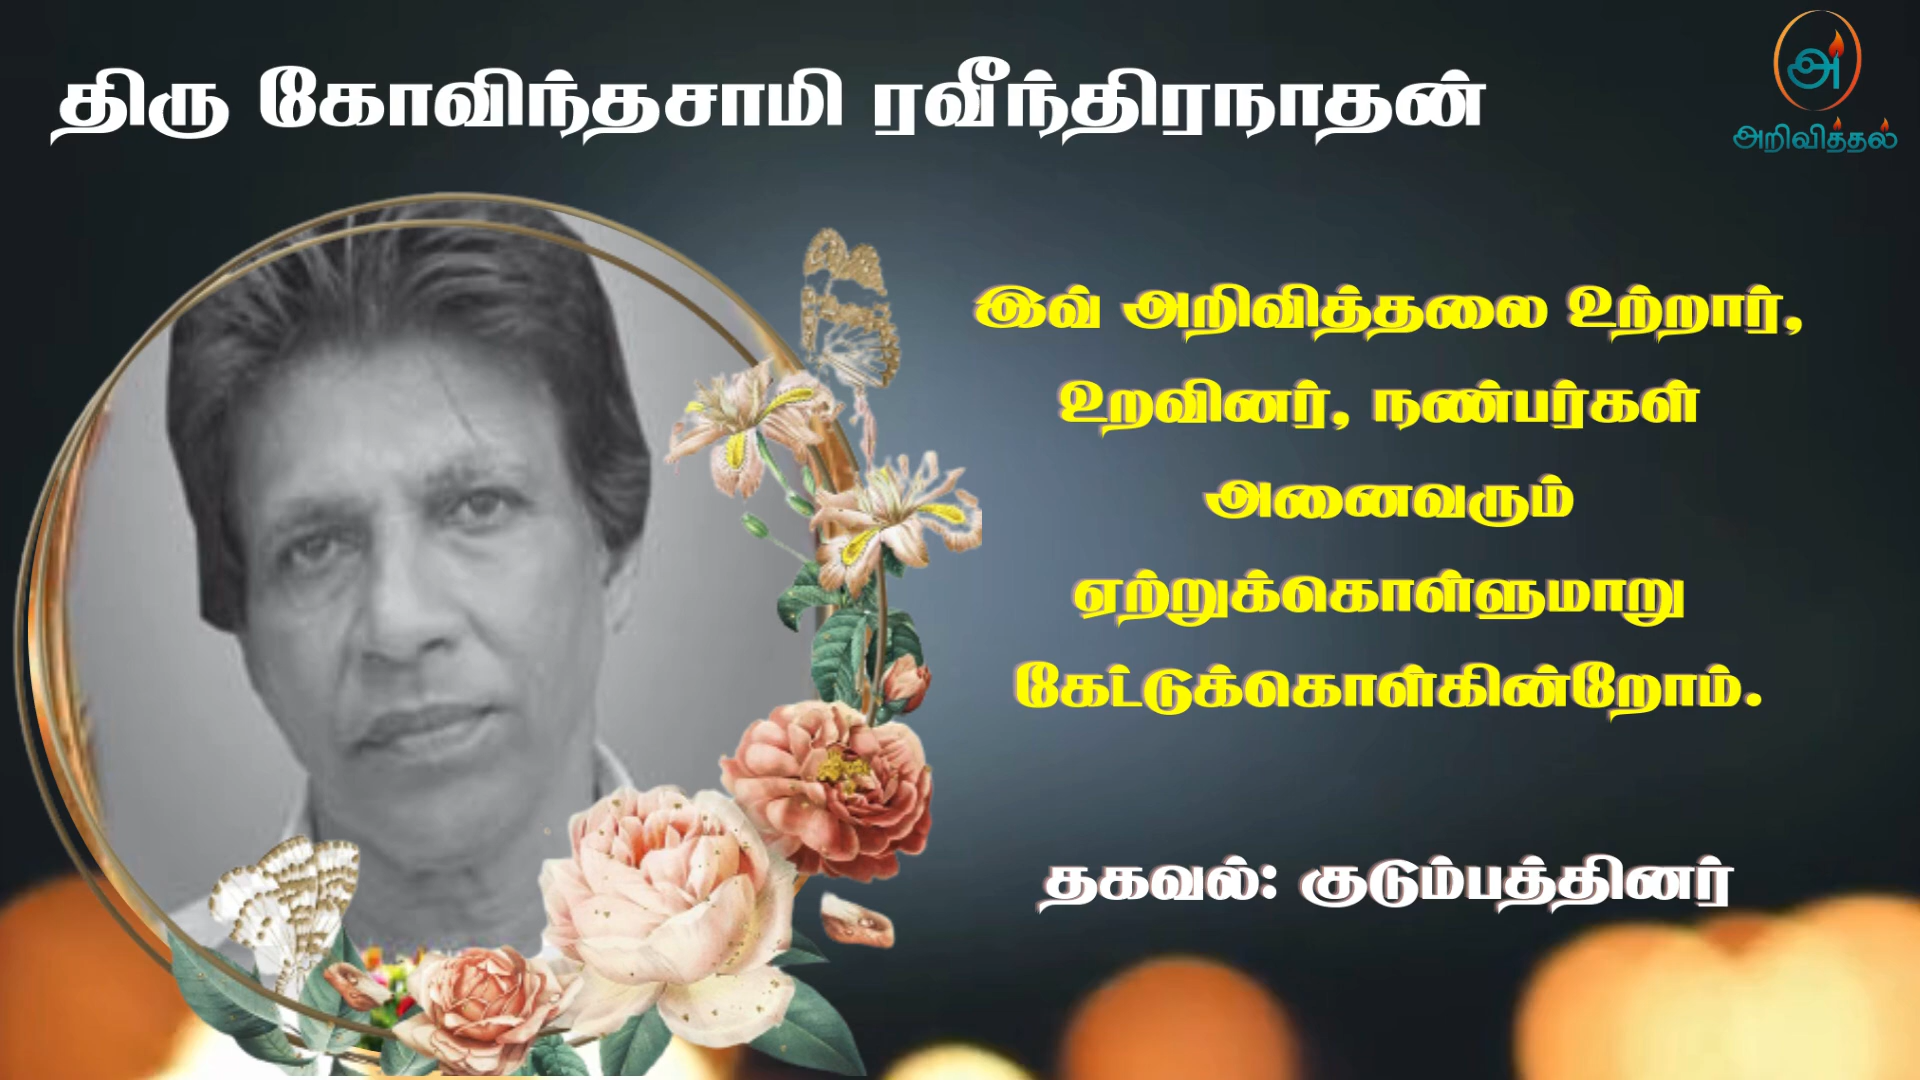 திரு கோவிந்தசாமி ரவீந்திரநாதன்
அ
அறிவித்தல்
இவ் அறிவித்தலை உற்றார்,
உறவினர், நண்பர்கள்
அனைவரும்
ஏற்றுக்கொள்ளுமாறு
கேட்டுக்கொள்கின்றோம்.
தகவல்: குடும்பத்தினர்